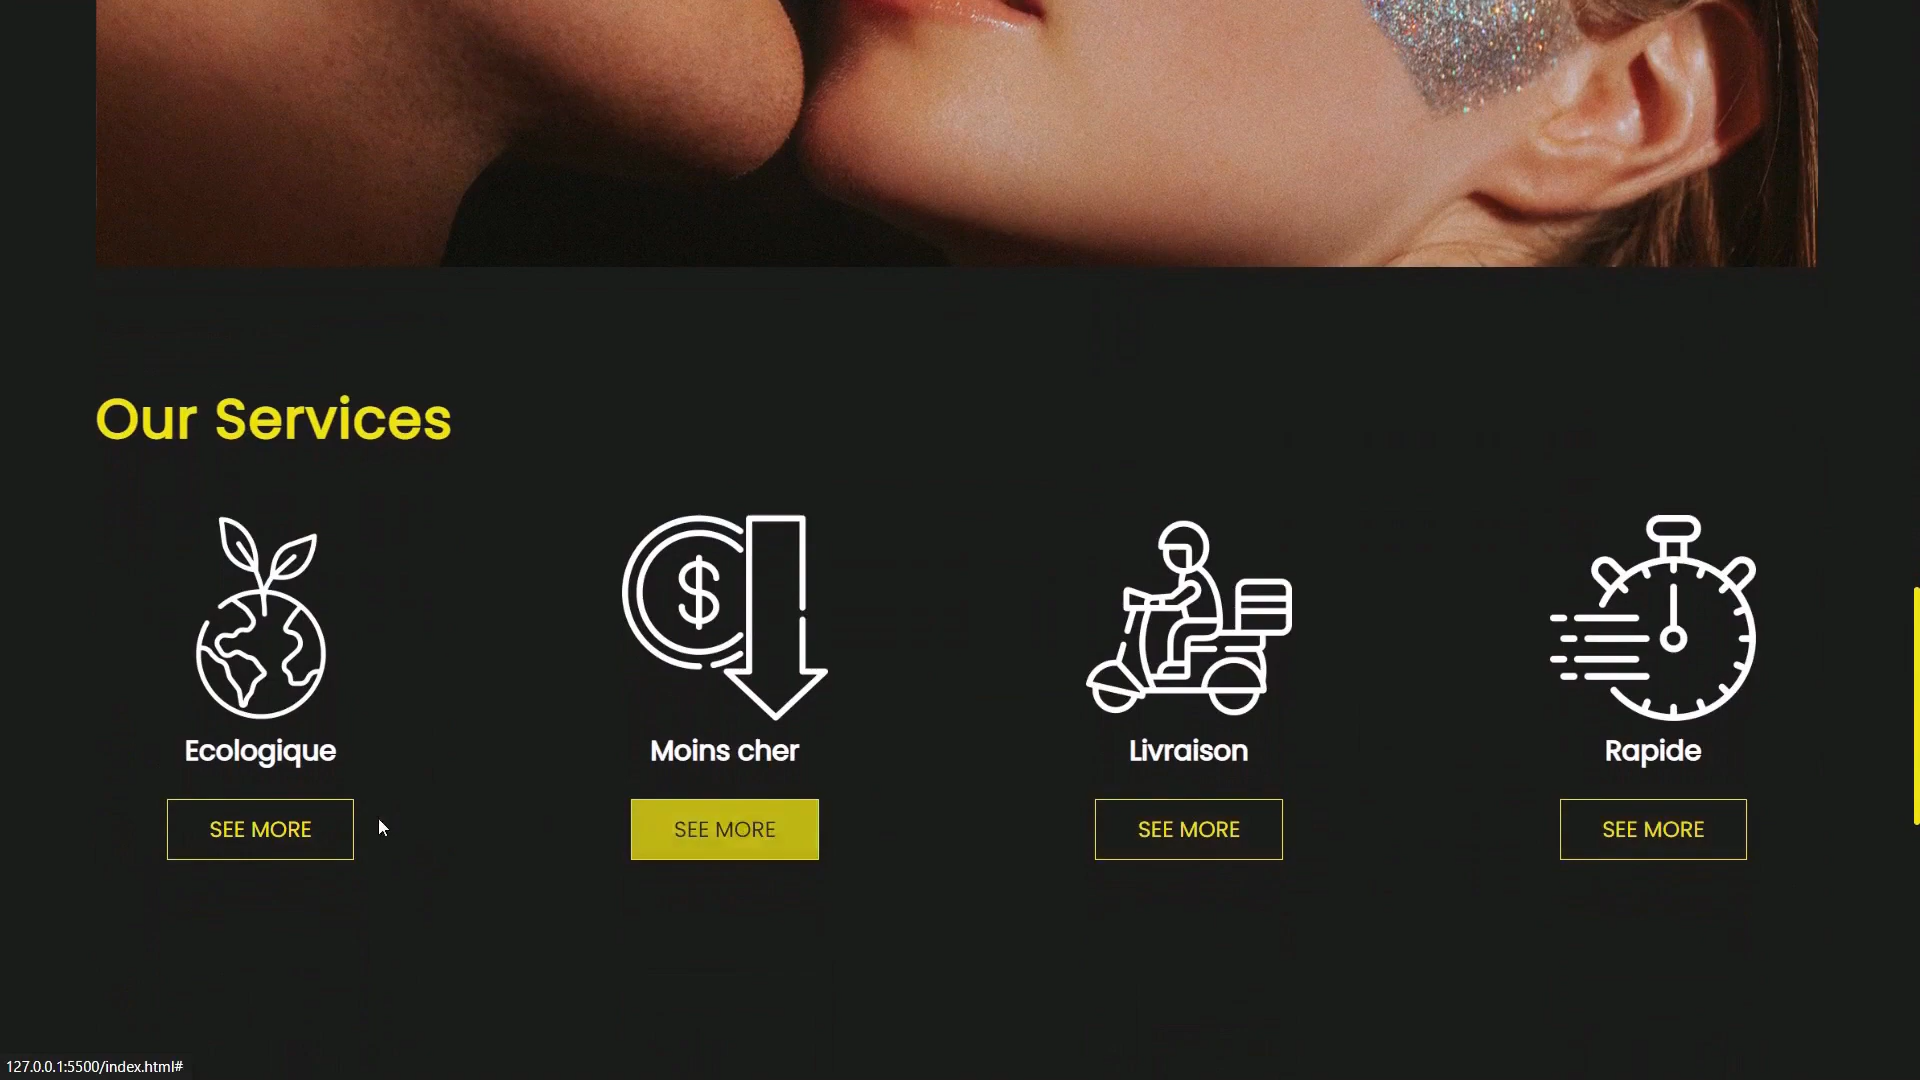 Our Services
$
Ecologique
Moins cher
Livraison
Rapide
SEE MORE
SEE MORE
SEE MORE
SEE MORE
127.0.0.1:5500/index.html#